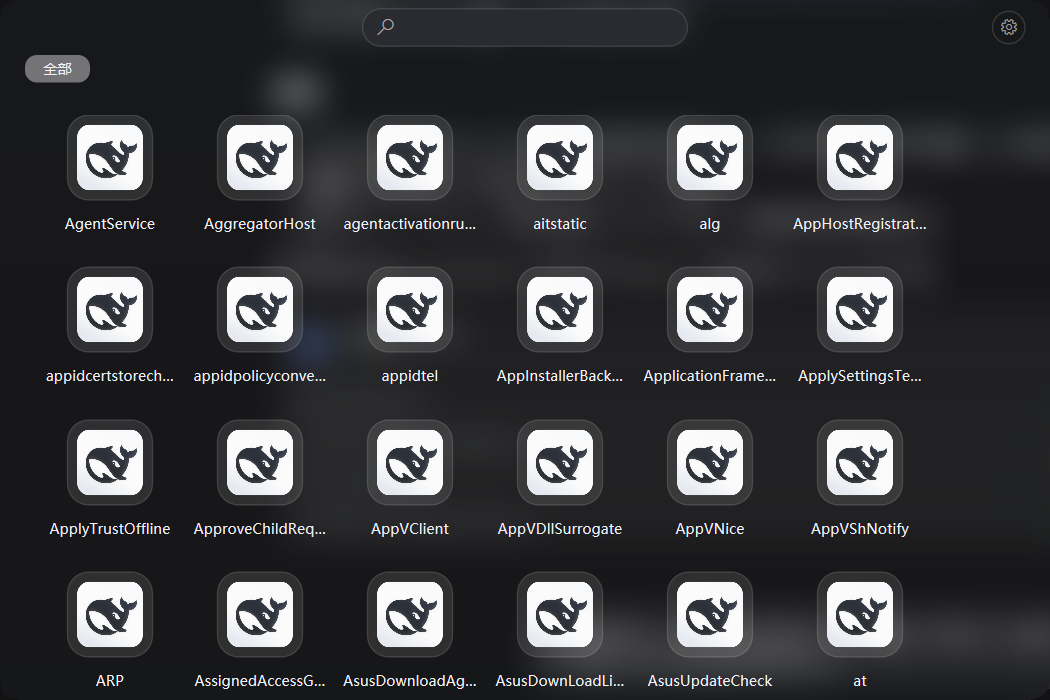 全部
AgentService
AggregatorHost
agentactivationru...
aitstatic
alg
AppHostRegistrat...
appidcertstorech...
appidpolicyconve...
appidtel
AppInstallerBack...
ApplicationFrame...
ApplySettingsTe...
ApplyTrustOffline
ApproveChildReq...
AppVClient
AppVDllSurrogate
AppVNice
AppVShNotify
ARP
AssignedAccessG...
AsusDownloadAg...
AsusDownLoadLi...
AsusUpdateCheck
at